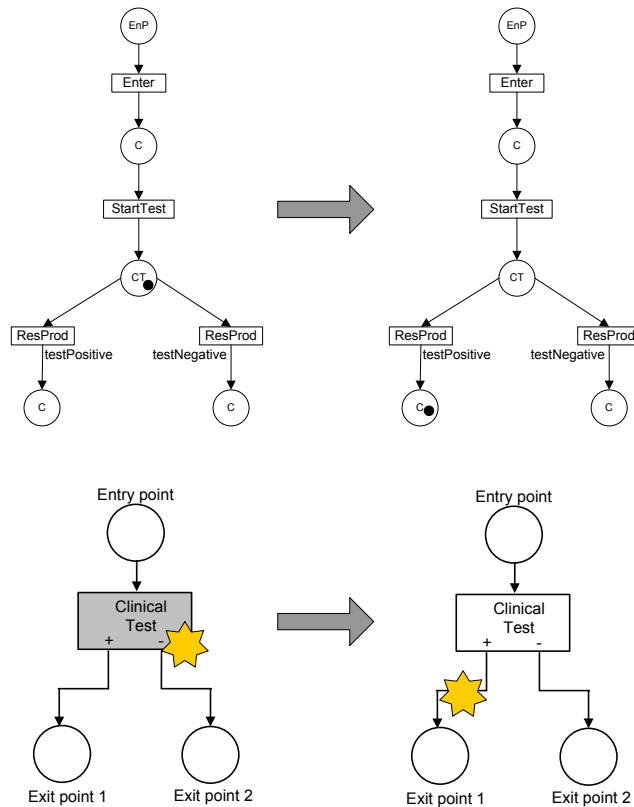 EnP
Enter
C
StartTest
CT
ResProd
ResProd
testPositive
testNegative
C
C
EnP
Enter
C
StartTest
CT
ResProd
ResProd
testPositive
testNegative
C
C
Entry point
Clinical
Test
+ -
Exit point 1
Exit point 2
Entry point
Clinical
Test
+ -
Exit point 1
Exit point 2